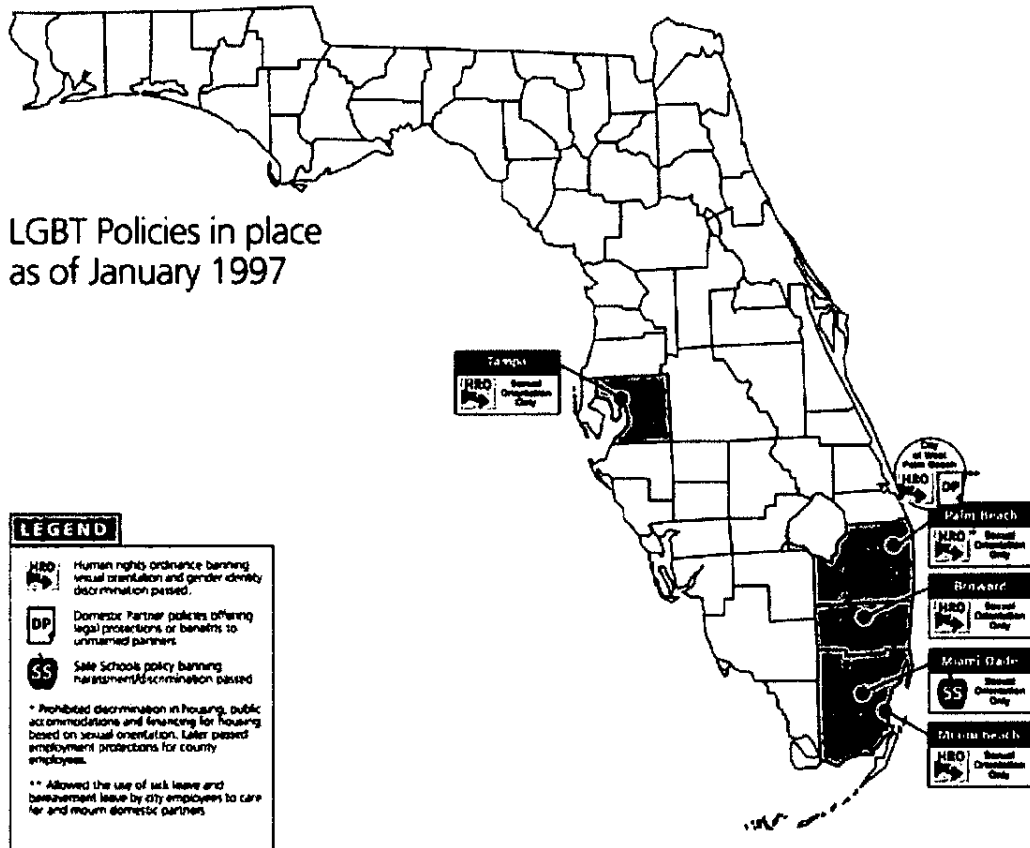 LGBT Policies in place
as of January 1997
Tampa
HRO
Sexual
Orientation
Only
City
of West
Palm Beach
**
HRO
DP
Palm Beach
HRO
*
Sexual
Orientation
Only
Broward
HRO
Sexual
Orientation
Only
Miami Dade
SS
Sexual
Orientation
Only
Miami Beach
HRO
Sexual
Orientation
Only
LEGEND
HRO
Human rights ordinance banning
sexual orientation and gender identity
discrimination passed.
DP
Domestic Partner policies offering
legal protections or benefits to
unmarried partners
SS
Safe Schools policy banning
harassment/discrimination passed
* Prohibited discrimination in housing, public
accommodations and financing for housing
based on sexual orientation. Later passed
employment protections for county
employees.
** Allowed the use of sick leave and
bereavement leave by city employees to care
for and mourn domestic partners